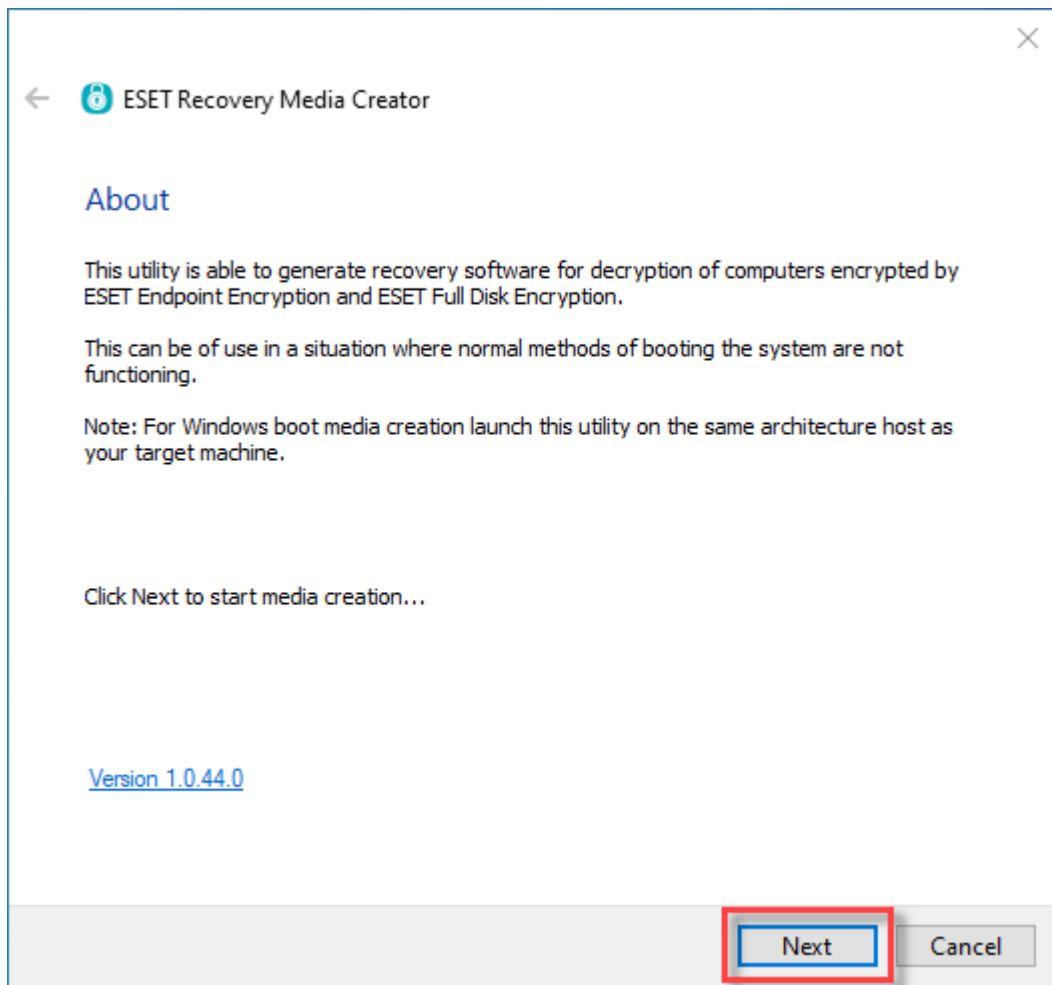 ESET Recovery Media Creator
About
This utility is able to generate recovery software for decryption of computers encrypted by
ESET Endpoint Encryption and ESET Full Disk Encryption.
This can be of use in a situation where normal methods of booting the system are not
functioning.
Note: For Windows boot media creation launch this utility on the same architecture host as
your target machine.
Click Next to start media creation...
Version 1.0.44.0
Next
Cancel